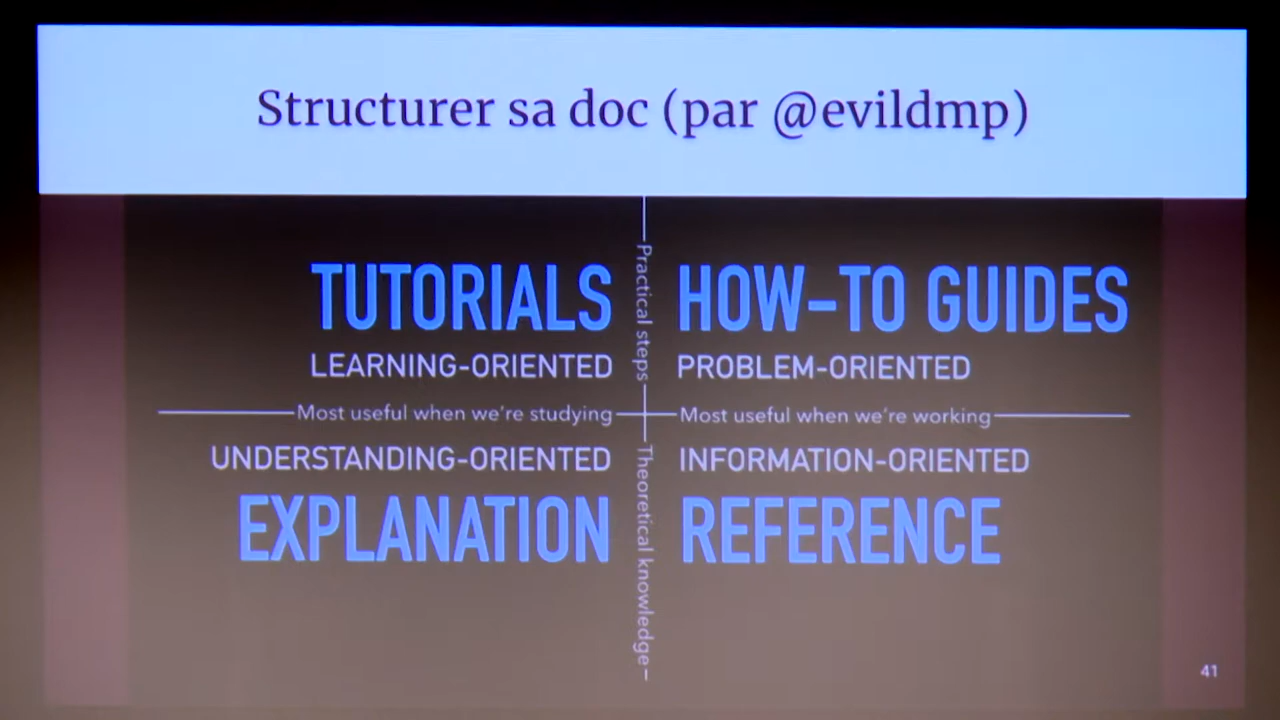 Structurer sa doc (par @evildmp)
TUTORIALS
LEARNING-ORIENTED
HOW-TO GUIDES
PROBLEM-ORIENTED
Practical steps
Most useful when we're studying
Most useful when we're working
UNDERSTANDING-ORIENTED
EXPLANATION
INFORMATION-ORIENTED
REFERENCE
Theoretical knowledge
41